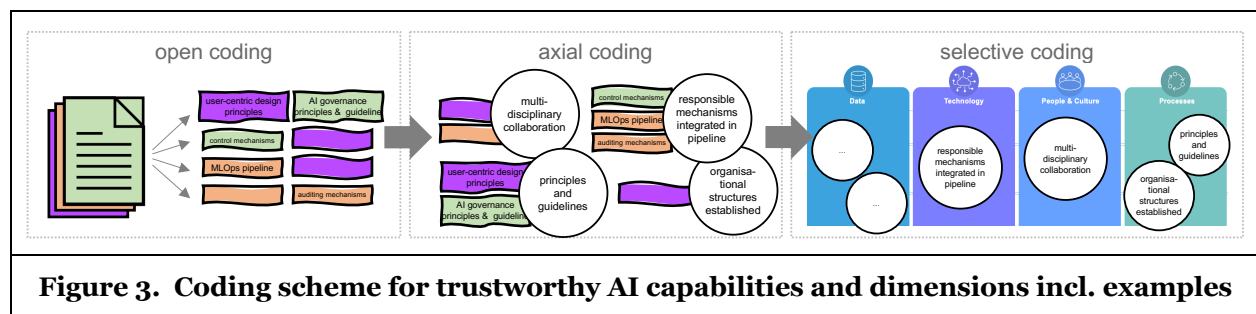 open coding
user-centric design
principles
AI governance
principles & guideline
control mechanisms
MLOps pipeline
auditing mechanisms
axial coding
multi-
disciplinary
collaboration
control mechanisms
MLOps pipeline
auditing mechanisms
responsible
mechanisms
integrated in
pipeline
user-centric design
principles
AI governance
principles & guideline
principles
and
guidelines
organisa-
tional
structures
established
selective coding
Data
...
...
Technology
responsible
mechanisms
integrated in
pipeline
People & Culture
multi-
disciplinary
collaboration
Processes
principles
and
guidelines
organisa-
tional
structures
established
Figure 3. Coding scheme for trustworthy AI capabilities and dimensions incl. examples